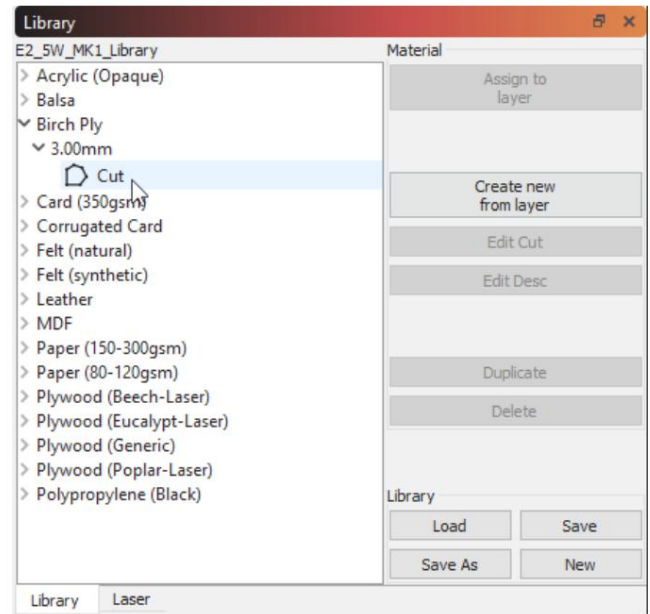 Library
E2_5W_MK1_Library
Acrylic (Opaque)
Balsa
Birch Ply
3.00mm
Cut
Card (350gsm)
Corrugated Card
Felt (natural)
Felt (synthetic)
Leather
MDF
Paper (150-300gsm)
Paper (80-120gsm)
Plywood (Beech-Laser)
Plywood (Eucalypt-Laser)
Plywood (Generic)
Plywood (Poplar-Laser)
Polypropylene (Black)
Material
Assign to
layer
Create new
from layer
Edit Cut
Edit Desc
Duplicate
Delete
Library
Load Save
Save As New
Library Laser